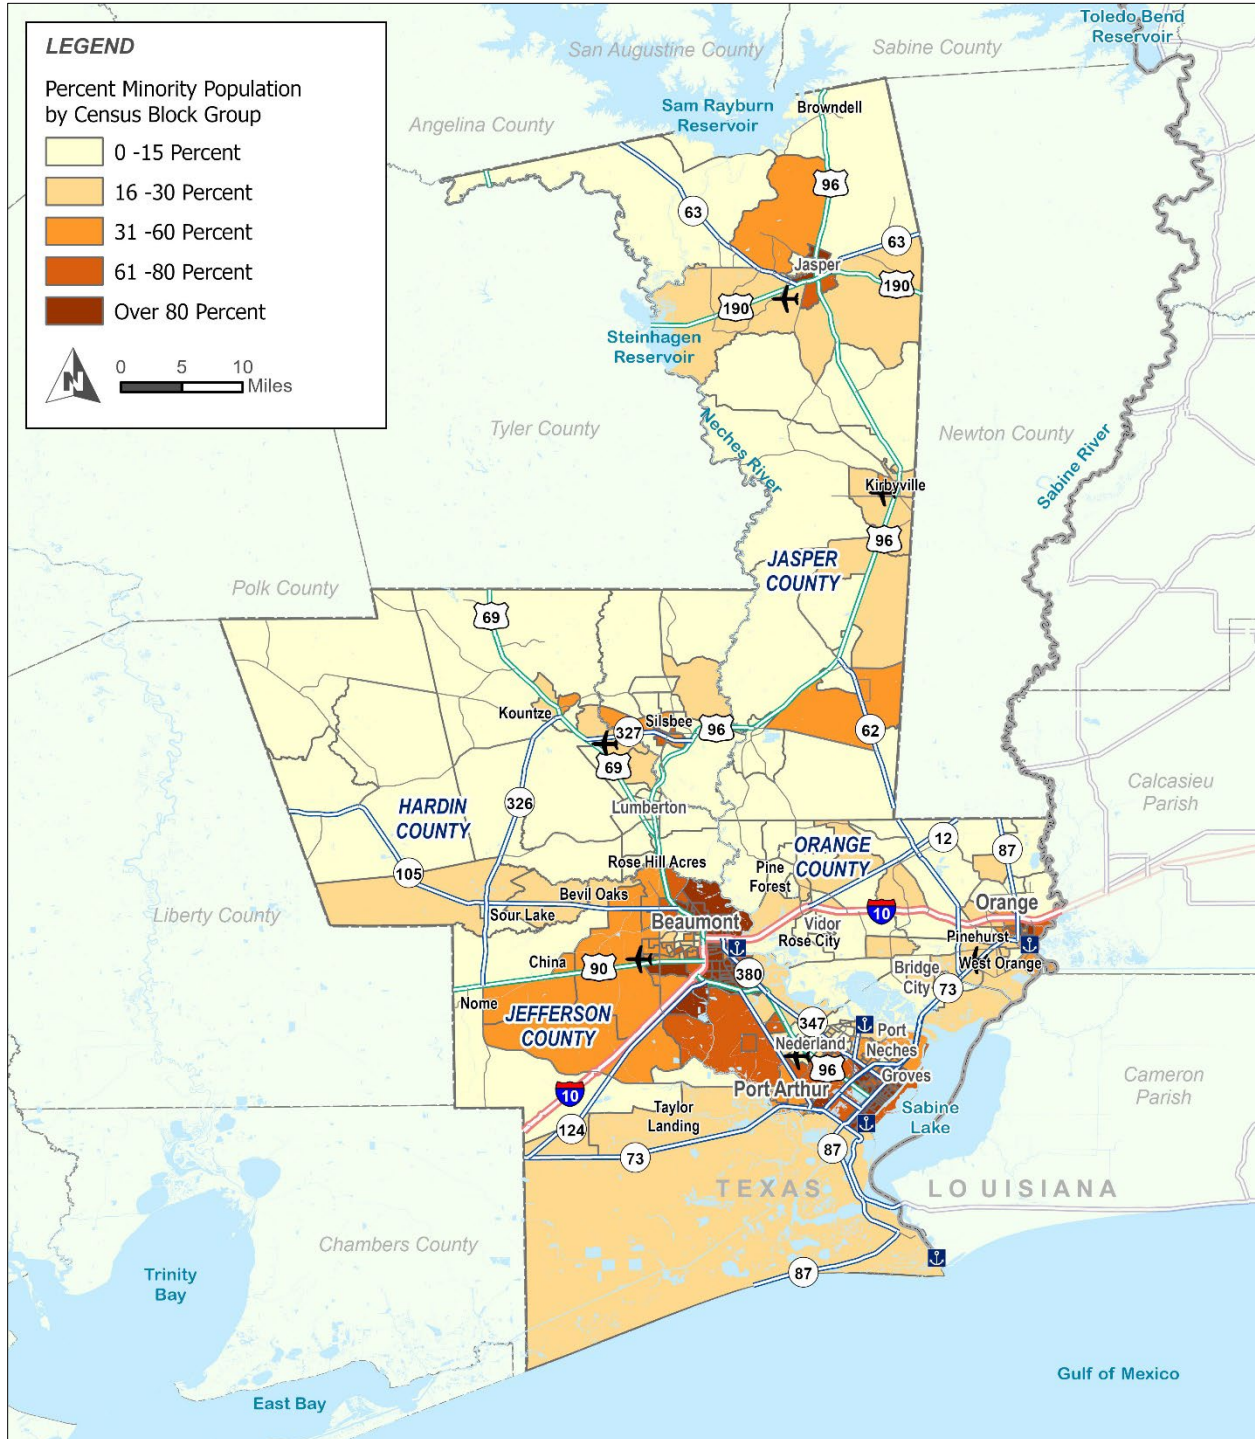 LEGEND
Percent Minority Population
by Census Block Group
0 -15 Percent
16 -30 Percent
31 -60 Percent
61 -80 Percent
Over 80 Percent
N
0 5 10
Miles
Toledo Bend
Reservoir
San Augustine County
Sabine County
Sam Rayburn
Reservoir
Browndell
Angelina County
96
63
63
Jasper
190
190
Steinhagen
Reservoir
Tyler County
Neches River
Newton County
Sabine River
Kirbyville
96
JASPER
COUNTY
Polk County
69
Kountze
327
Silsbee
96
62
69
Calcasieu
Parish
HARDIN
COUNTY
326
Lumberton
12
87
ORANGE
COUNTY
Rose Hill Acres
Pine
Forest
105
Bevil Oaks
Liberty County
Sour Lake
Beaumont
10
Orange
Vidor
Rose City
Pinehurst
West Orange
China
90
380
Bridge
City
73
Nome
JEFFERSON
COUNTY
347
Port
Neches
Nederland
96
Groves
Port Arthur
10
Cameron
Parish
Taylor
Landing
Sabine
Lake
124
73
87
TEXAS
LOUISIANA
Chambers County
Trinity
Bay
87
Gulf of Mexico
East Bay